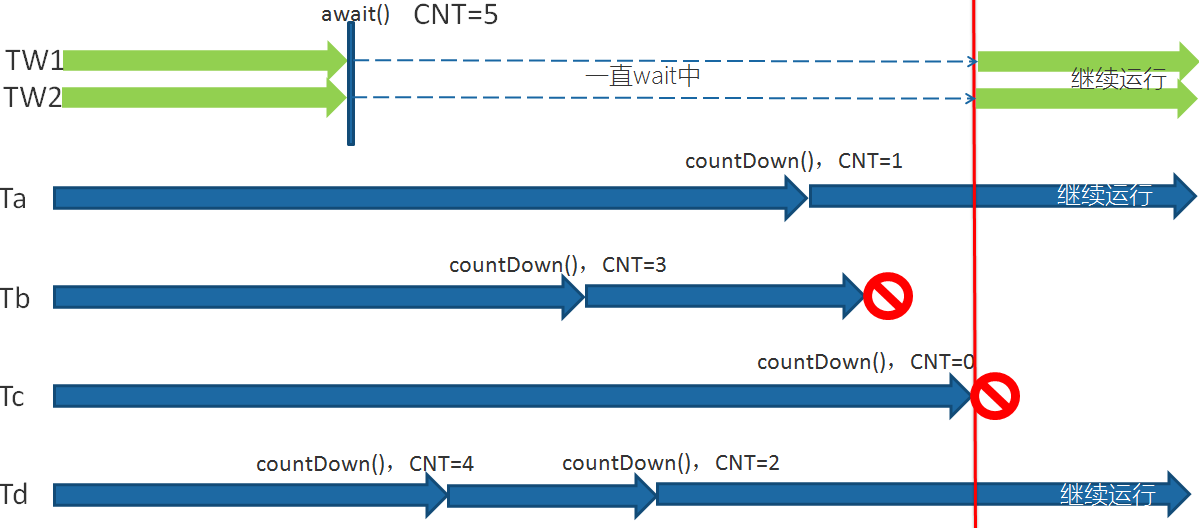 await() CNT=5
TW1
一直wait中
继续运行
TW2
countDown()，CNT=1
Ta
继续运行
countDown()，CNT=3
Tb
countDown()，CNT=0
Tc
countDown()，CNT=4
countDown()，CNT=2
Td
继续运行